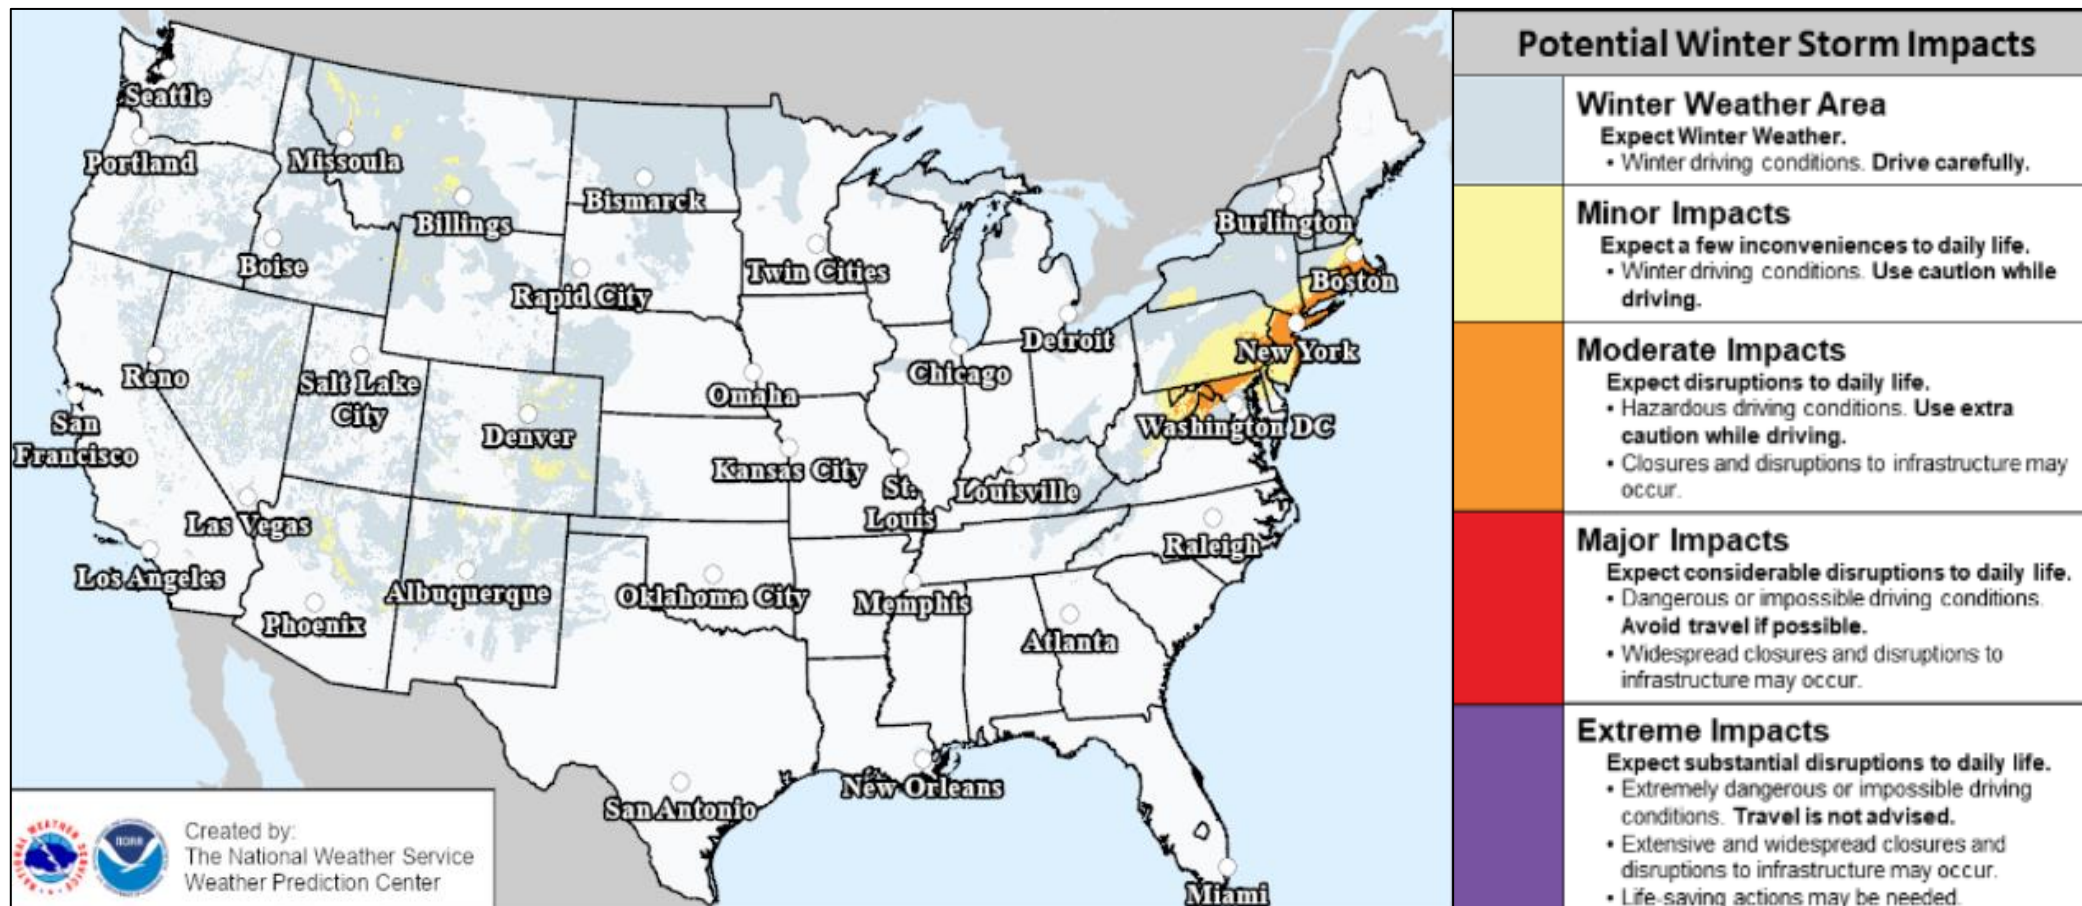 Seattle
Portland
Missoula
Billings
Bismarck
Boise
Rapid City
Twin Cities
Burlington
Boston
Detroit
New York
Chicago
Omaha
Reno
Salt Lake
City
San
Francisco
Denver
Washington DC
Kansas City
St.
Louis
Louisville
Las Vegas
Raleigh
Los Angeles
Albuquerque
Oklahoma City
Memphis
Phoenix
Atlanta
San Antonio
New Orleans
Miami
NATIONAL WEATHER SERVICE
NOAA
Created by:
The National Weather Service
Weather Prediction Center
Potential Winter Storm Impacts
Winter Weather Area
Expect Winter Weather.
• Winter driving conditions. Drive carefully.
Minor Impacts
Expect a few inconveniences to daily life.
• Winter driving conditions. Use caution while
driving.
Moderate Impacts
Expect disruptions to daily life.
• Hazardous driving conditions. Use extra
caution while driving.
• Closures and disruptions to infrastructure may
occur.
Major Impacts
Expect considerable disruptions to daily life.
• Dangerous or impossible driving conditions.
Avoid travel if possible.
• Widespread closures and disruptions to
infrastructure may occur.
Extreme Impacts
Expect substantial disruptions to daily life.
• Extremely dangerous or impossible driving
conditions. Travel is not advised.
• Extensive and widespread closures and
disruptions to infrastructure may occur.
• Life-saving actions may be needed.